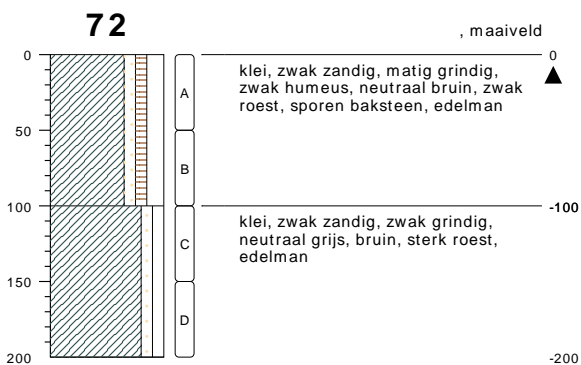 72
, maaiveld
0
0
klei, zwak zandig, matig grindig,
zwak humeus, neutraal bruin, zwak
roest, sporen baksteen, edelman
A
50
B
100
-100
klei, zwak zandig, zwak grindig,
neutraal grijs, bruin, sterk roest,
edelman
C
150
D
200
-200